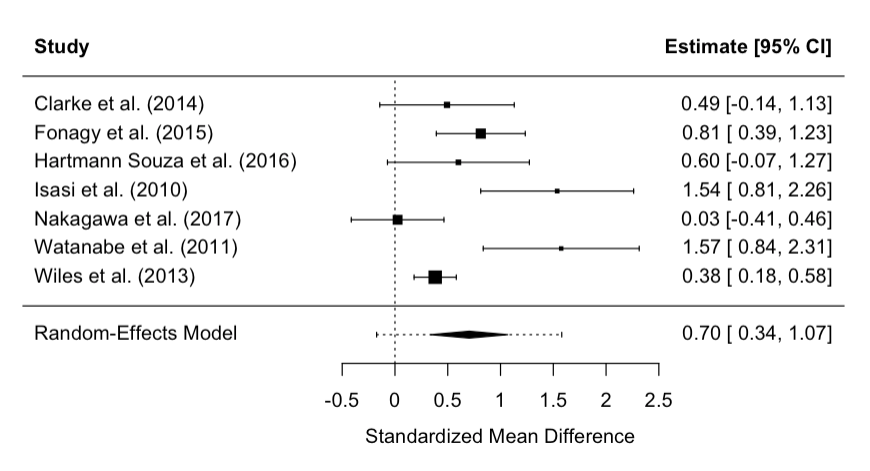 Study Estimate [95% CI]
Clarke et al. (2014) 0.49 [-0.14, 1.13]
Fonagy et al. (2015) 0.81 [ 0.39, 1.23]
Hartmann Souza et al. (2016) 0.60 [-0.07, 1.27]
Isasi et al. (2010) 1.54 [ 0.81, 2.26]
Nakagawa et al. (2017) 0.03 [-0.41, 0.46]
Watanabe et al. (2011) 1.57 [ 0.84, 2.31]
Wiles et al. (2013) 0.38 [ 0.18, 0.58]
Random-Effects Model 0.70 [ 0.34, 1.07]
-0.5 0 0.5 1 1.5 2 2.5
Standardized Mean Difference